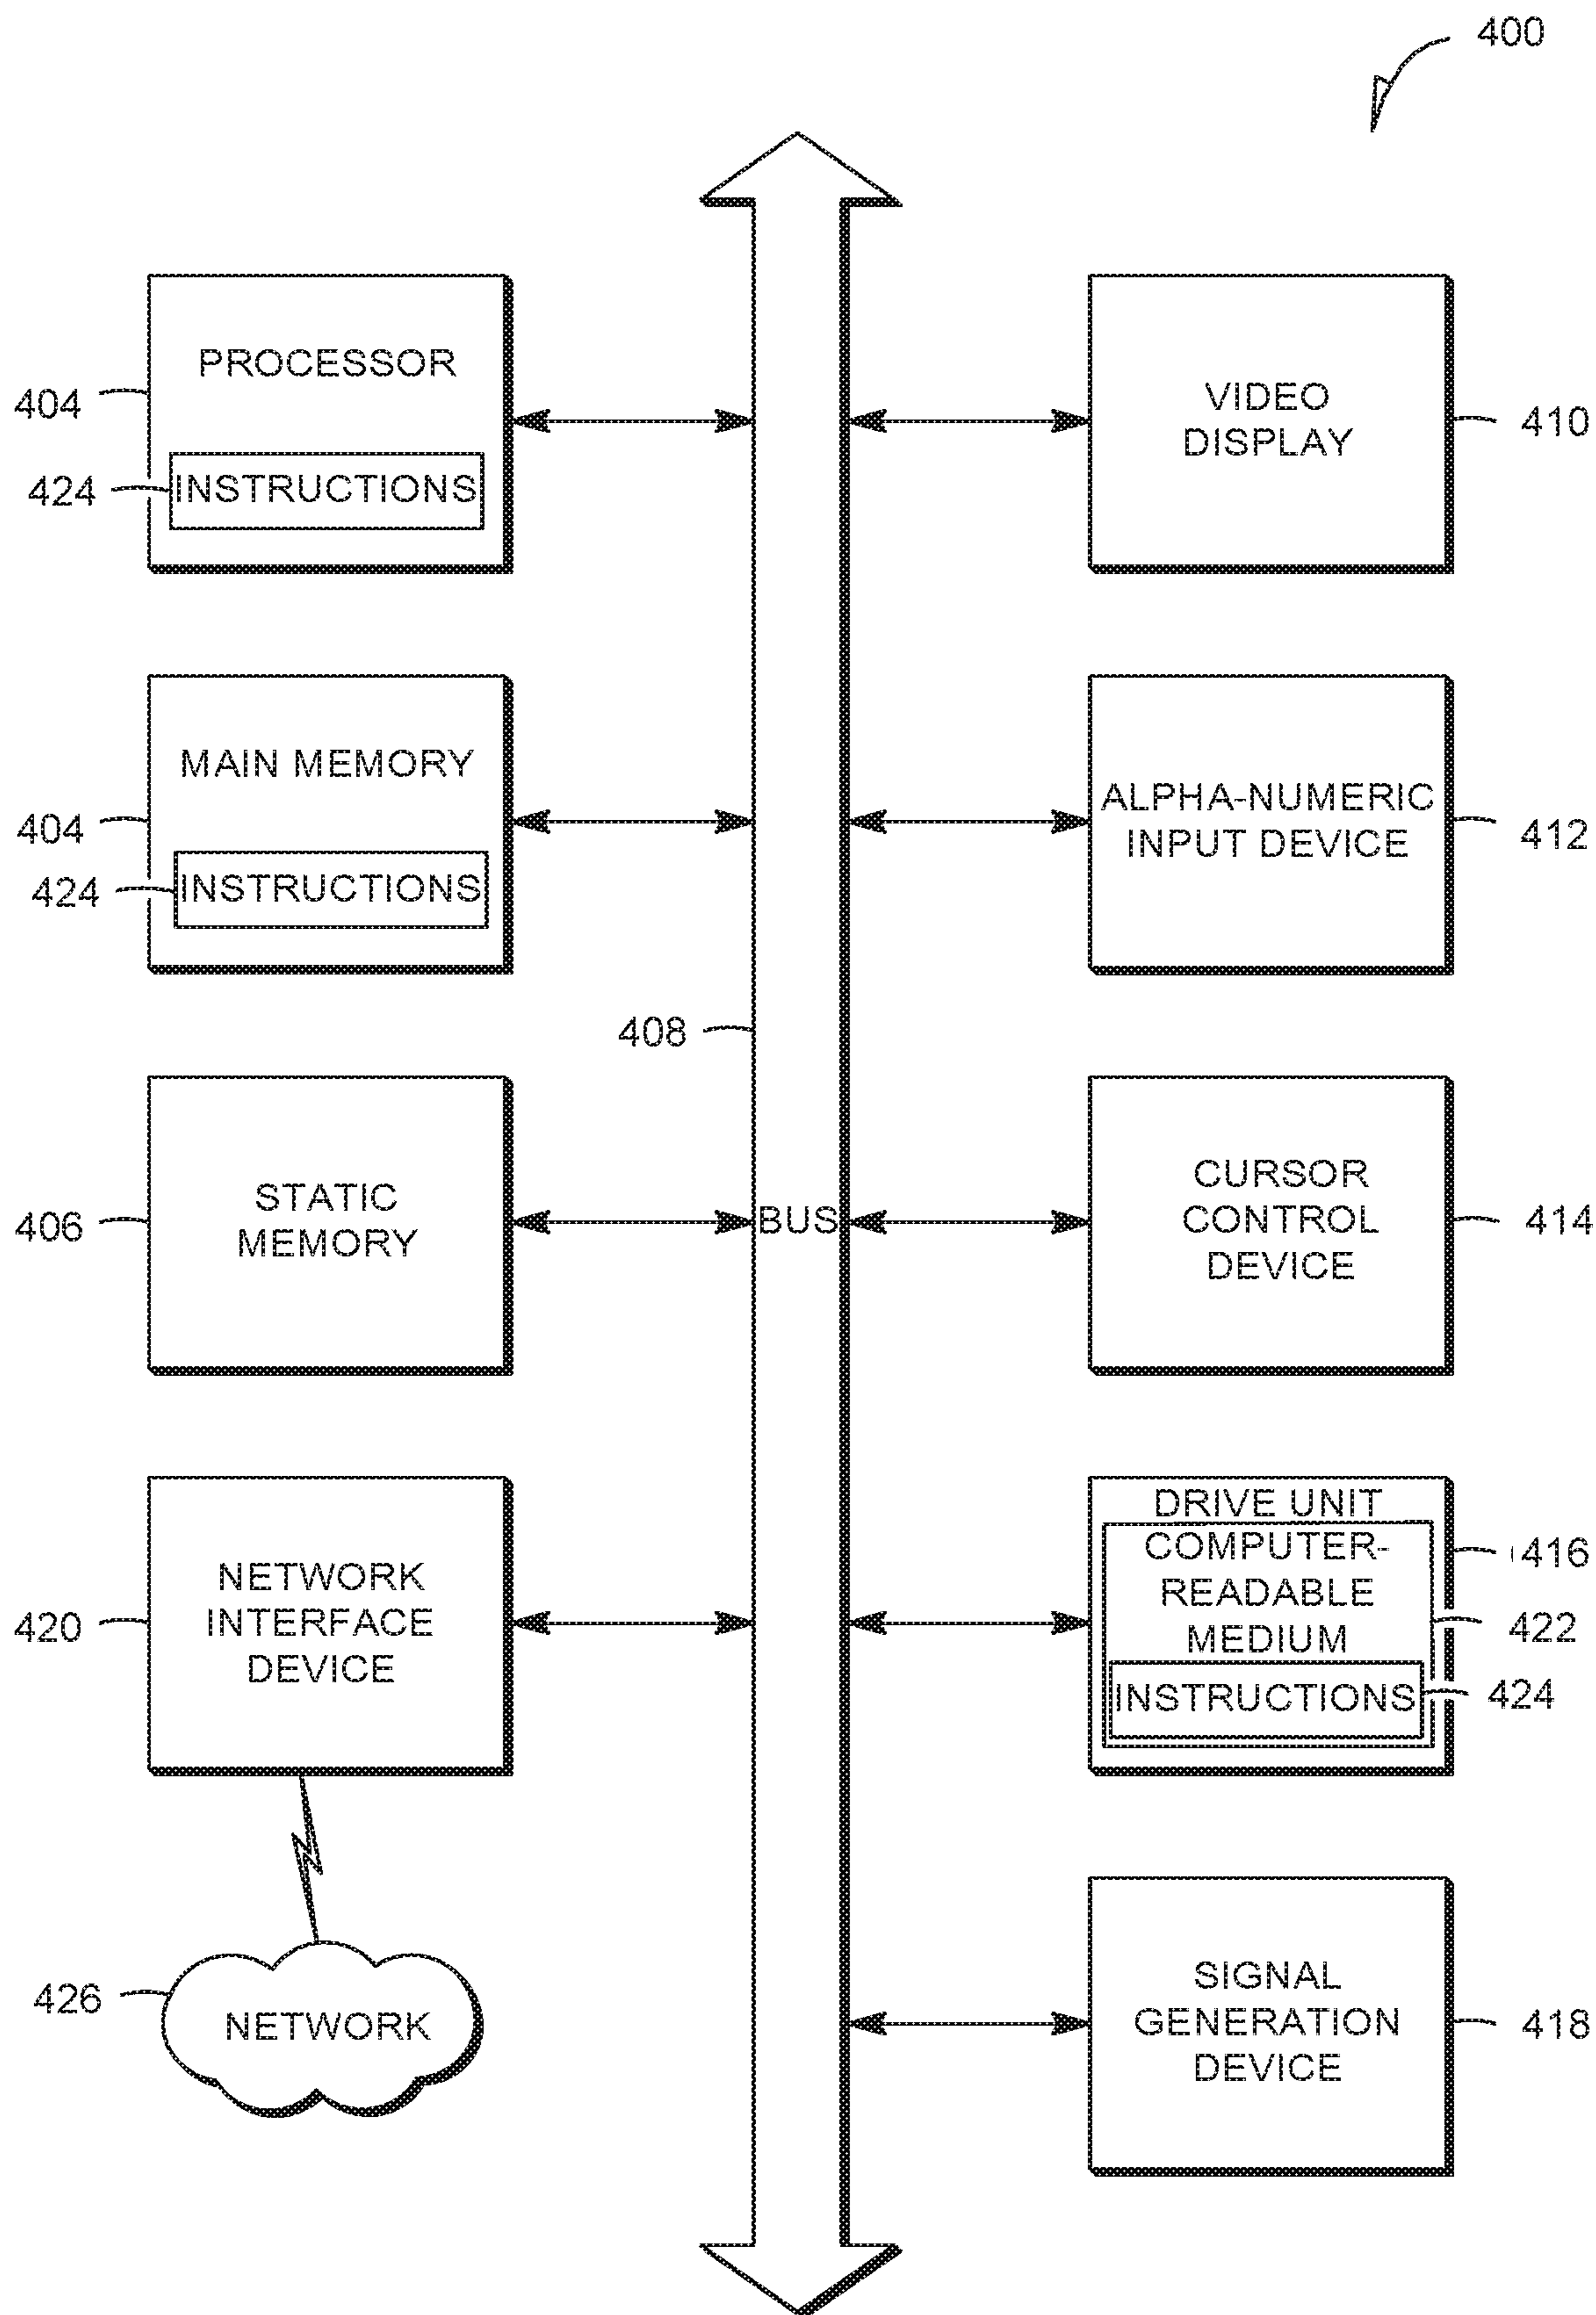 400
PROCESSOR
404
424
INSTRUCTIONS
VIDEO
DISPLAY
410
MAIN MEMORY
404
424
INSTRUCTIONS
ALPHA-NUMERIC
INPUT DEVICE
412
408
STATIC
MEMORY
406
BUS
CURSOR
CONTROL
DEVICE
414
NETWORK
INTERFACE
DEVICE
420
DRIVE UNIT
COMPUTER-
READABLE
MEDIUM
INSTRUCTIONS
416
422
424
426
NETWORK
SIGNAL
GENERATION
DEVICE
418